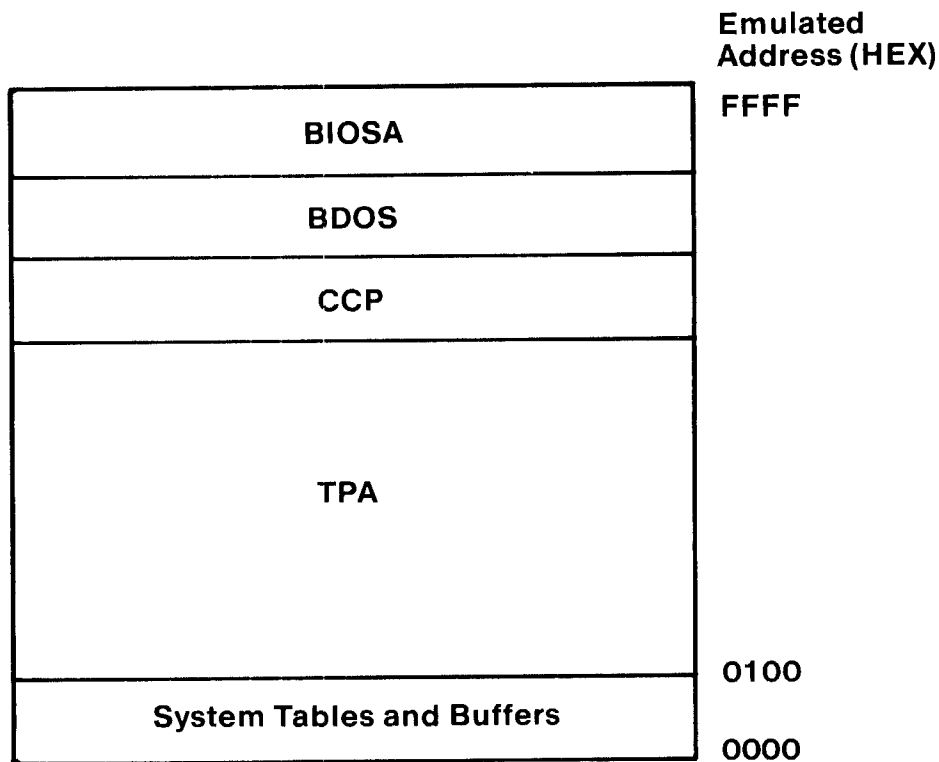 Emulated
Address (HEX)
FFFF
BIOSA
BDOS
CCP
TPA
0100
System Tables and Buffers
0000